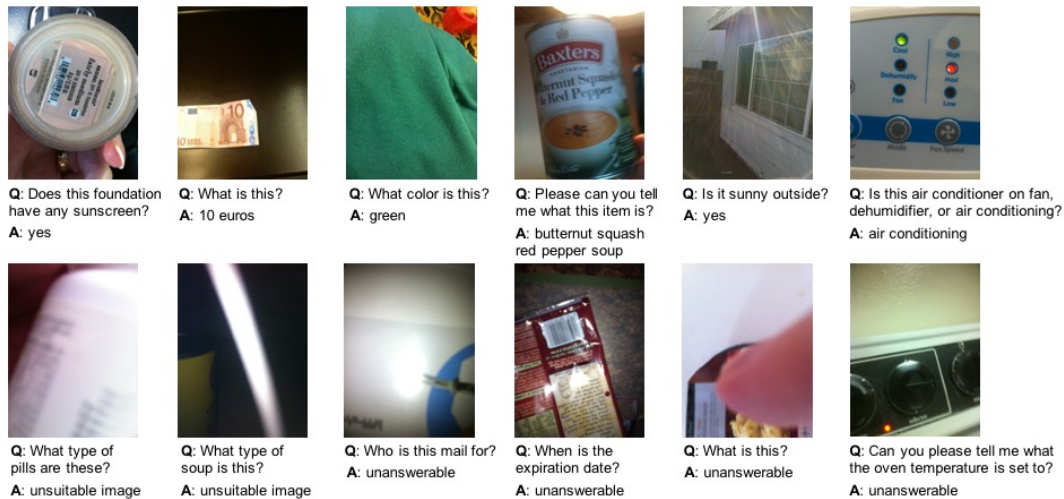 Baxters
VEGETARIAN
Butternut Squash
& Red Pepper
10
10 EURO
Cool
High
Dehumidify
Med
Fan
Low
Mode
Fan Speed
Q: Does this foundation
have any sunscreen?
A: yes
Q: What is this?
A: 10 euros
Q: What color is this?
A: green
Q: Please can you tell
me what this item is?
A: butternut squash
red pepper soup
Q: Is it sunny outside?
A: yes
Q: Is this air conditioner on fan,
dehumidifier, or air conditioning?
A: air conditioning
Q: What type of
pills are these?
A: unsuitable image
Q: What type of
soup is this?
A: unsuitable image
Q: Who is this mail for?
A: unanswerable
Q: When is the
expiration date?
A: unanswerable
Q: What is this?
A: unanswerable
Q: Can you please tell me what
the oven temperature is set to?
A: unanswerable